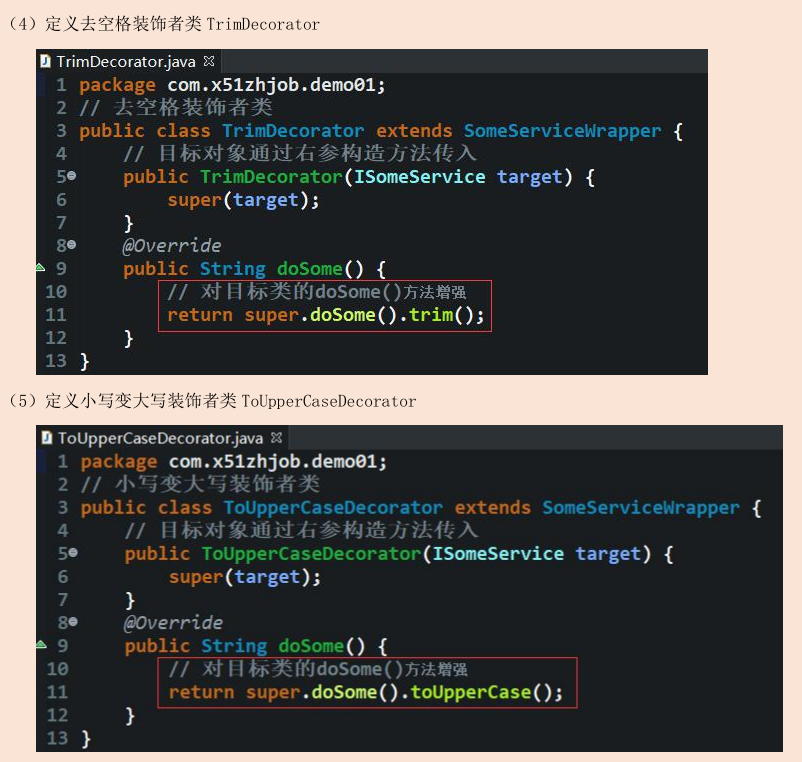 （4）定义去空格装饰者类 TrimDecorator
TrimDecorator.java
1 package com.x51zhjob.demo01;
2 // 去空格装饰者类
3 public class TrimDecorator extends SomeServiceWrapper {
4     // 目标对象通过右参构造方法传入
5     public TrimDecorator(ISomeService target) {
6         super(target);
7     }
8     @Override
9     public String doSome() {
10         // 对目标类的doSome()方法增强
11         return super.doSome().trim();
12     }
13 }
（5）定义小写变大写装饰者类 ToUpperCaseDecorator
ToUpperCaseDecorator.java
1 package com.x51zhjob.demo01;
2 // 小写变大写装饰者类
3 public class ToUpperCaseDecorator extends SomeServiceWrapper {
4     // 目标对象通过右参构造方法传入
5     public ToUpperCaseDecorator(ISomeService target) {
6         super(target);
7     }
8     @Override
9     public String doSome() {
10         // 对目标类的doSome()方法增强
11         return super.doSome().toUpperCase();
12     }
13 }